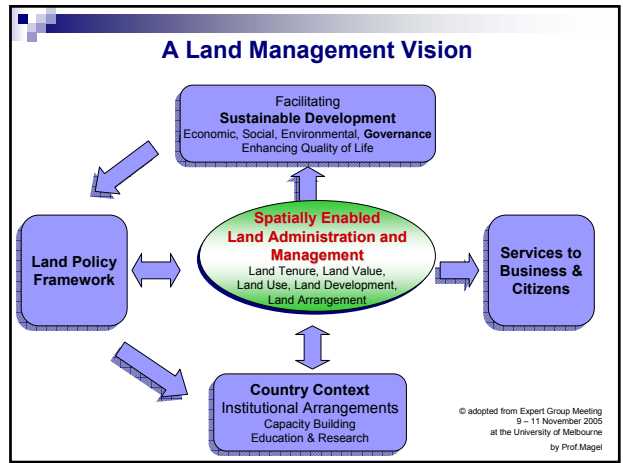 A Land Management Vision
Facilitating
Sustainable Development
Economic, Social, Environmental, Governance
Enhancing Quality of Life
Land Policy
Framework
Spatially Enabled
Land Administration and
Management
Land Tenure, Land Value,
Land Use, Land Development,
Land Arrangement
Services to
Business &
Citizens
Country Context
Institutional Arrangements
Capacity Building
Education & Research
© adopted from Expert Group Meeting
9 – 11 November 2005
at the University of Melbourne
by Prof.Magel